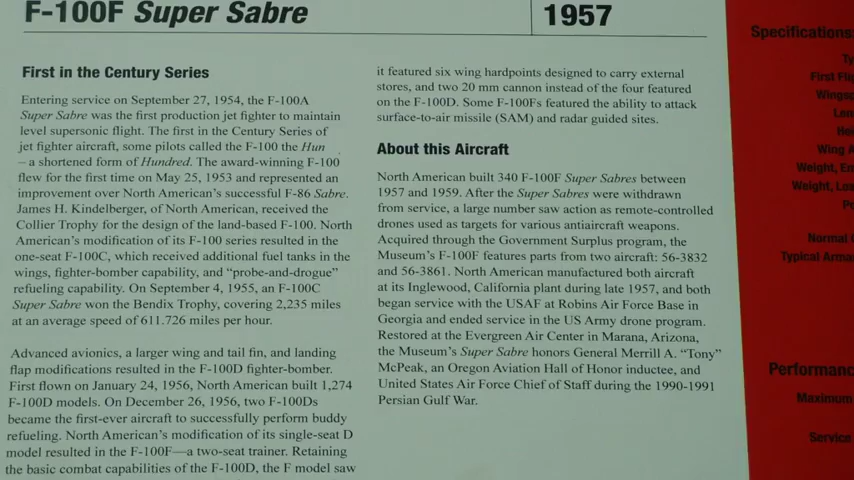 F-100F Super Sabre
1957
First in the Century Series
Entering service on September 27, 1954, the F-100A
Super Sabre was the first production jet fighter to maintain
level supersonic flight. The first in the Century Series of
jet fighter aircraft, some pilots called the F-100 the Hun
– a shortened form of Hundred. The award-winning F-100
flew for the first time on May 25, 1953 and represented an
improvement over North American's successful F-86 Sabre.
James H. Kindelberger, of North American, received the
Collier Trophy for the design of the land-based F-100. North
American's modification of its F-100 series resulted in the
one-seat F-100C, which received additional fuel tanks in the
wings, fighter-bomber capability, and “probe-and-drogue”
refueling capability. On September 4, 1955, an F-100C
Super Sabre won the Bendix Trophy, covering 2,235 miles
at an average speed of 611.726 miles per hour.
Advanced avionics, a larger wing and tail fin, and landing
flap modifications resulted in the F-100D fighter-bomber.
First flown on January 24, 1956, North American built 1,274
F-100D models. On December 26, 1956, two F-100Ds
became the first-ever aircraft to successfully perform buddy
refueling. North American's modification of its single-seat D
model resulted in the F-100F—a two-seat trainer. Retaining
the basic combat capabilities of the F-100D, the F model saw
it featured six wing hardpoints designed to carry external
stores, and two 20 mm cannon instead of the four featured
on the F-100D. Some F-100Fs featured the ability to attack
surface-to-air missile (SAM) and radar guided sites.
About this Aircraft
North American built 340 F-100F Super Sabres between
1957 and 1959. After the Super Sabres were withdrawn
from service, a large number saw action as remote-controlled
drones used as targets for various antiaircraft weapons.
Acquired through the Government Surplus program, the
Museum's F-100F features parts from two aircraft: 56-3832
and 56-3861. North American manufactured both aircraft
at its Inglewood, California plant during late 1957, and both
began service with the USAF at Robins Air Force Base in
Georgia and ended service in the US Army drone program.
Restored at the Evergreen Air Center in Marana, Arizona,
the Museum's Super Sabre honors General Merrill A. “Tony”
McPeak, an Oregon Aviation Hall of Honor inductee, and
United States Air Force Chief of Staff during the 1990-1991
Persian Gulf War.
Specifications:
Ty
First Flig
Wingsp
Len
Hei
Wing A
Weight, Em
Weight, Loa
Po
Normal
Typical Arma
Performanc
Maximum
Service